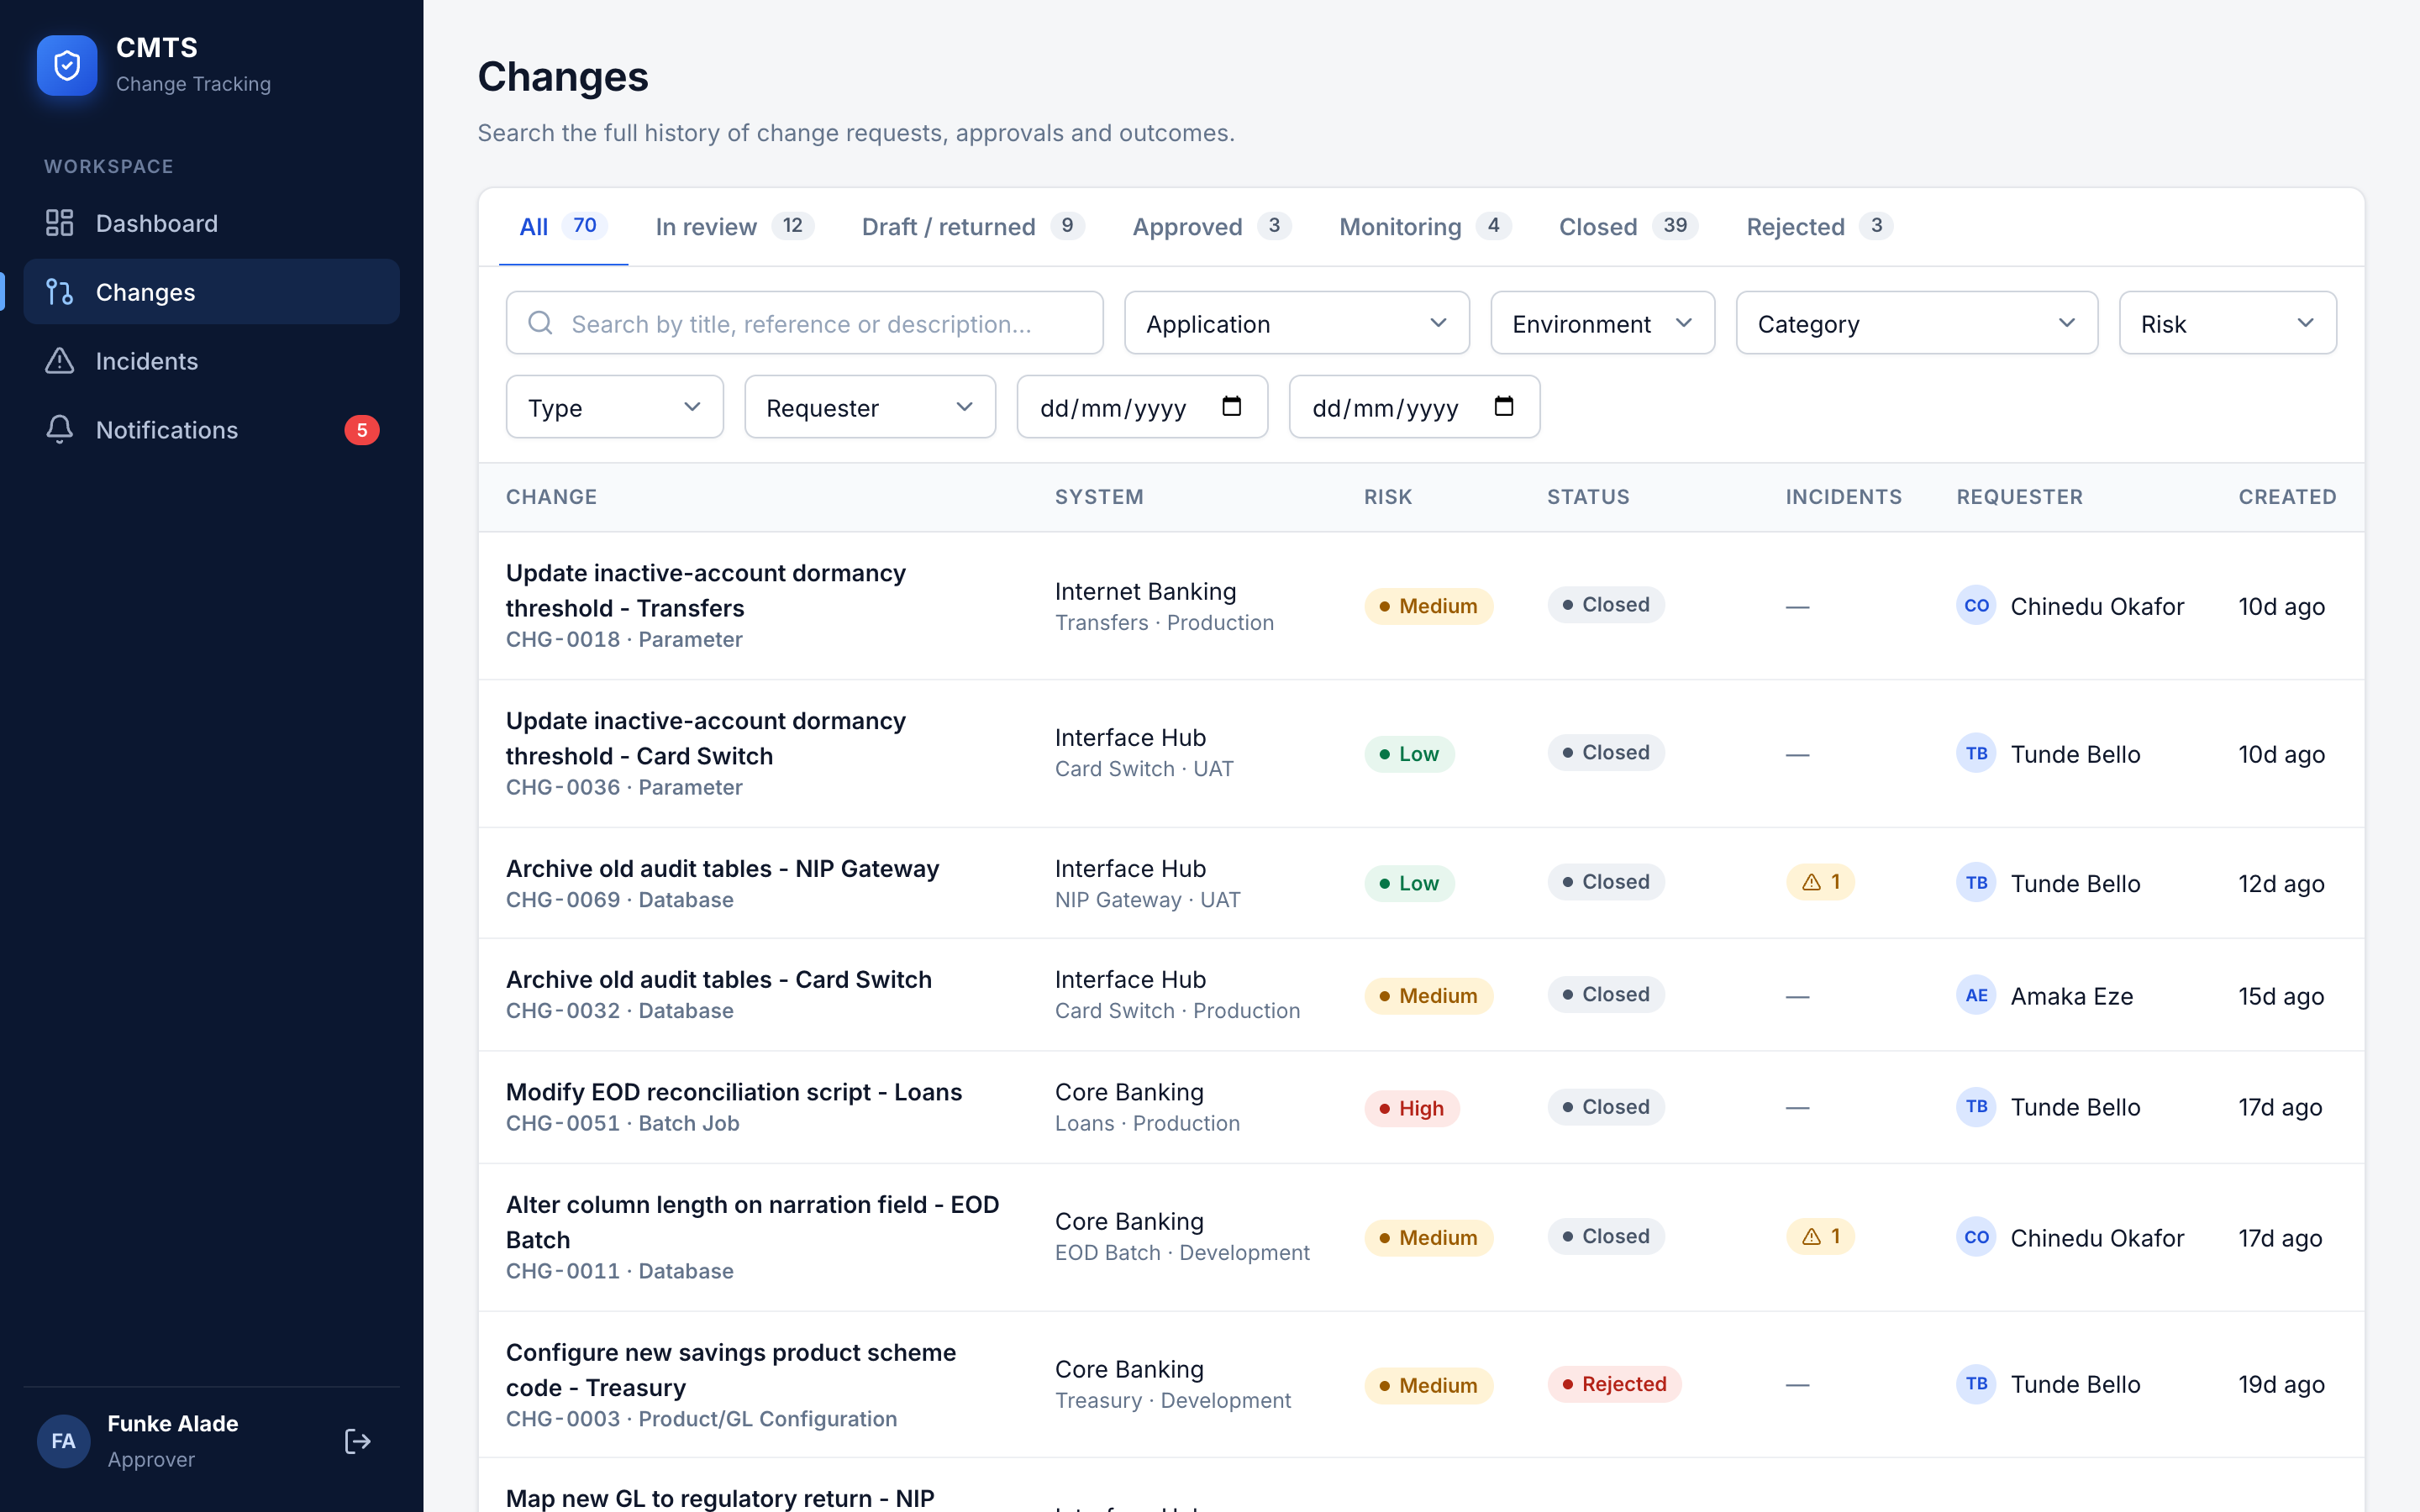 CMTS
Change Tracking
WORKSPACE
Dashboard
Changes
Incidents
Notifications 5
FA
Funke Alade
Approver
Changes
Search the full history of change requests, approvals and outcomes.
All 70 In review 12 Draft / returned 9 Approved 3 Monitoring 4 Closed 39 Rejected 3
Search by title, reference or description... Application Environment Category Risk
Type Requester dd/mm/yyyy dd/mm/yyyy
CHANGE SYSTEM RISK STATUS INCIDENTS REQUESTER CREATED
Update inactive-account dormancy
threshold - Transfers
CHG-0018 · Parameter
Internet Banking
Transfers · Production
Medium Closed — CO Chinedu Okafor 10d ago
Update inactive-account dormancy
threshold - Card Switch
CHG-0036 · Parameter
Interface Hub
Card Switch · UAT
Low Closed — TB Tunde Bello 10d ago
Archive old audit tables - NIP Gateway
CHG-0069 · Database
Interface Hub
NIP Gateway · UAT
Low Closed 1 TB Tunde Bello 12d ago
Archive old audit tables - Card Switch
CHG-0032 · Database
Interface Hub
Card Switch · Production
Medium Closed — AE Amaka Eze 15d ago
Modify EOD reconciliation script - Loans
CHG-0051 · Batch Job
Core Banking
Loans · Production
High Closed — TB Tunde Bello 17d ago
Alter column length on narration field - EOD
Batch
CHG-0011 · Database
Core Banking
EOD Batch · Development
Medium Closed 1 CO Chinedu Okafor 17d ago
Configure new savings product scheme
code - Treasury
CHG-0003 · Product/GL Configuration
Core Banking
Treasury · Development
Medium Rejected — TB Tunde Bello 19d ago
Map new GL to regulatory return - NIP